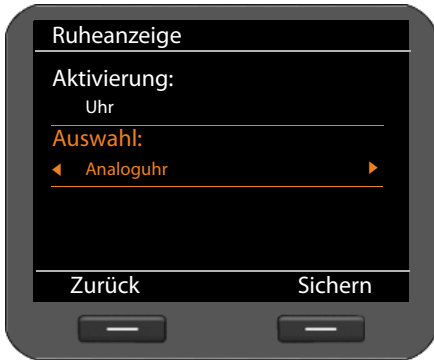 Ruheanzeige
Aktivierung:
Uhr
Auswahl:
Analoguhr
Zurück Sichern